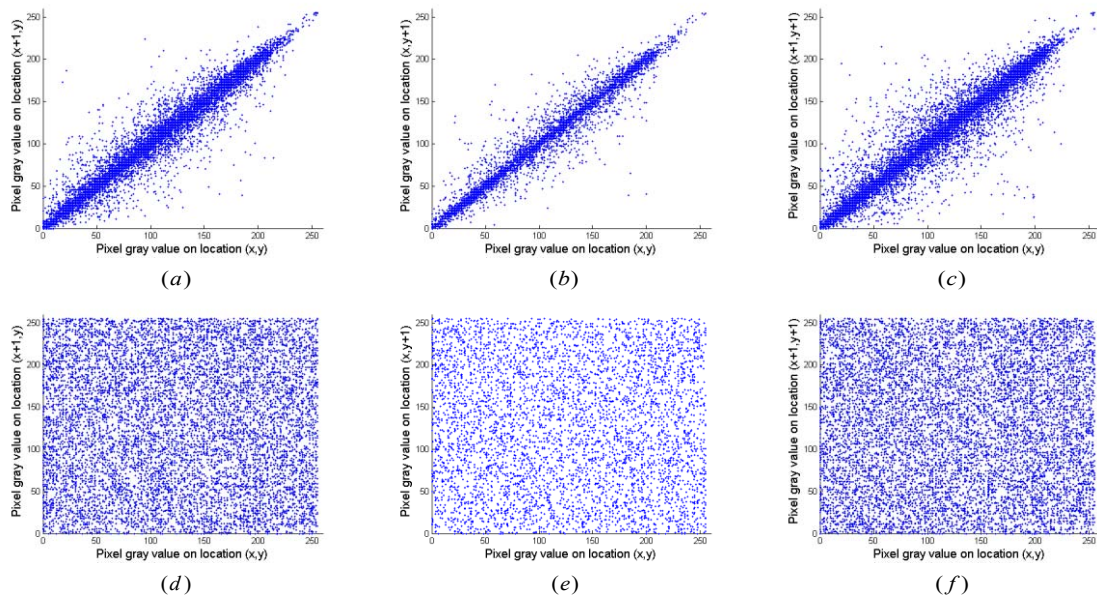 250
200
150
100
50
0
Pixel gray value on location (x+1,y)
0 50 100 150 200 250
Pixel gray value on location (x,y)
(a)
250
200
150
100
50
0
Pixel gray value on location (x,y+1)
0 50 100 150 200 250
Pixel gray value on location (x,y)
(b)
250
200
150
100
50
0
Pixel gray value on location (x+1,y+1)
0 50 100 150 200 250
Pixel gray value on location (x,y)
(c)
250
200
150
100
50
0
Pixel gray value on location (x+1,y)
0 50 100 150 200 250
Pixel gray value on location (x,y)
(d)
250
200
150
100
50
0
Pixel gray value on location (x,y+1)
0 50 100 150 200 250
Pixel gray value on location (x,y)
(e)
250
200
150
100
50
0
Pixel gray value on location (x+1,y+1)
0 50 100 150 200 250
Pixel gray value on location (x,y)
(f)